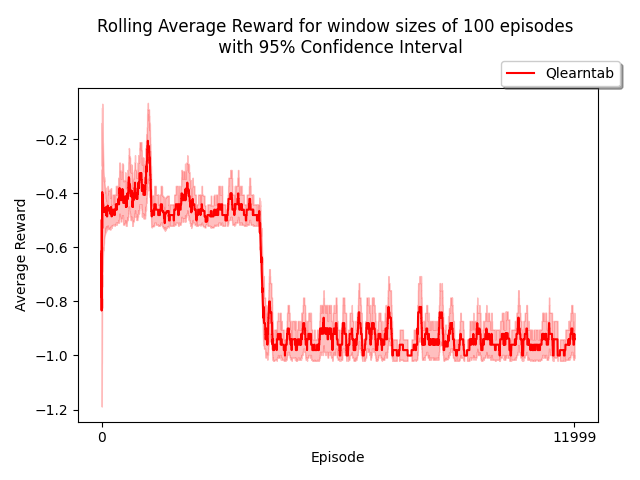 Rolling Average Reward for window sizes of 100 episodes
with 95% Confidence Interval
Qlearntab
−0.2
−0.4
−0.6
−0.8
−1.0
−1.2
Average Reward
0
11999
Episode